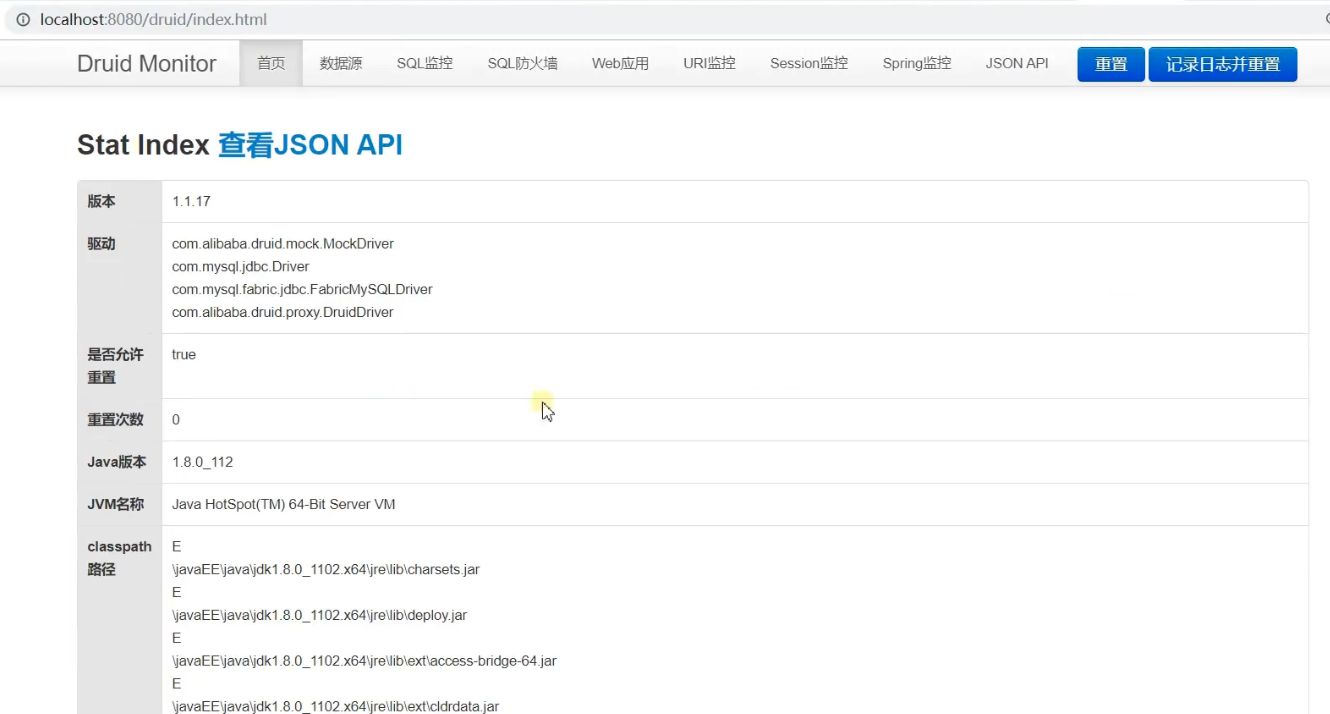 localhost:8080/druid/index.html
Druid Monitor 首页 数据源 SQL监控 SQL防火墙 Web应用 URI监控 Session监控 Spring监控 JSON API 重置 记录日志并重置
Stat Index 查看JSON API
版本 1.1.17
驱动 com.alibaba.druid.mock.MockDriver
com.mysql.jdbc.Driver
com.mysql.fabric.jdbc.FabricMySQLDriver
com.alibaba.druid.proxy.DruidDriver
是否允许 true
重置
重置次数 0
Java版本 1.8.0_112
JVM名称 Java HotSpot(TM) 64-Bit Server VM
classpath E
路径 \javaEE\java\jdk1.8.0_1102.x64\jre\lib\charsets.jar
E
\javaEE\java\jdk1.8.0_1102.x64\jre\lib\deploy.jar
E
\javaEE\java\jdk1.8.0_1102.x64\jre\lib\ext\access-bridge-64.jar
E
\javaEE\java\jdk1.8.0_1102.x64\jre\lib\ext\cldrdata.jar